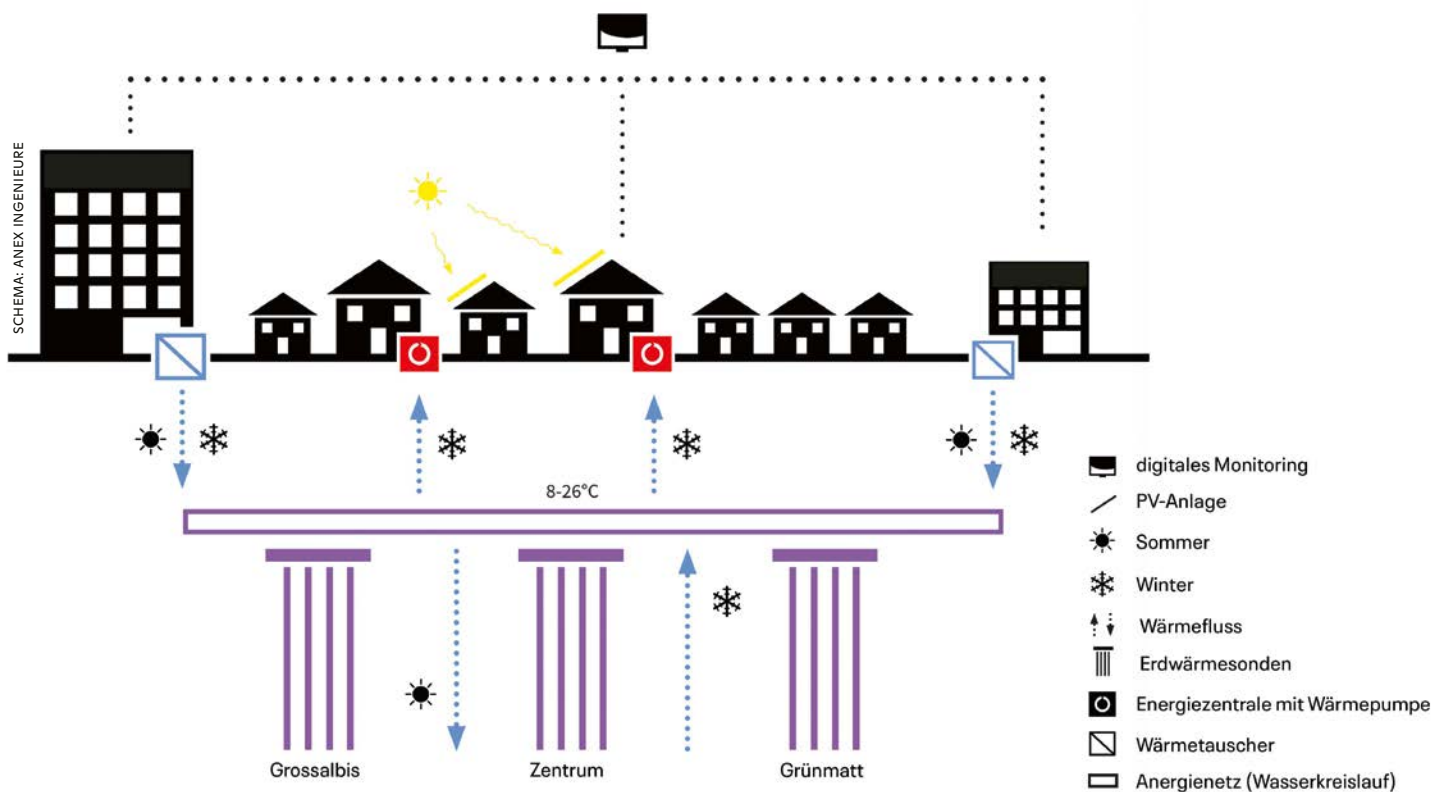 SCHEMA: ANEX INGENIEURE
8-26°C
Grossalbis
Zentrum
Grünmatt
digitales Monitoring
PV-Anlage
Sommer
Winter
Wärmefluss
Erdwärmesonden
Energiezentrale mit Wärmepumpe
Wärmetauscher
Anergienetz (Wasserkreislauf)